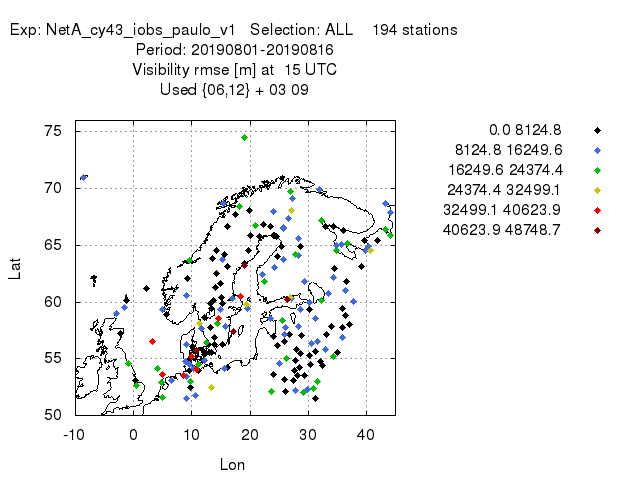 Exp: NetA_cy43_iobs_paulo_v1 Selection: ALL 194 stations
Period: 20190801-20190816
Visibility rmse [m] at 15 UTC
Used {06,12} + 03 09
0.0 8124.8
8124.8 16249.6
16249.6 24374.4
24374.4 32499.1
32499.1 40623.9
40623.9 48748.7
75
70
65
60
55
50
Lat
-10 0 10 20 30 40
Lon